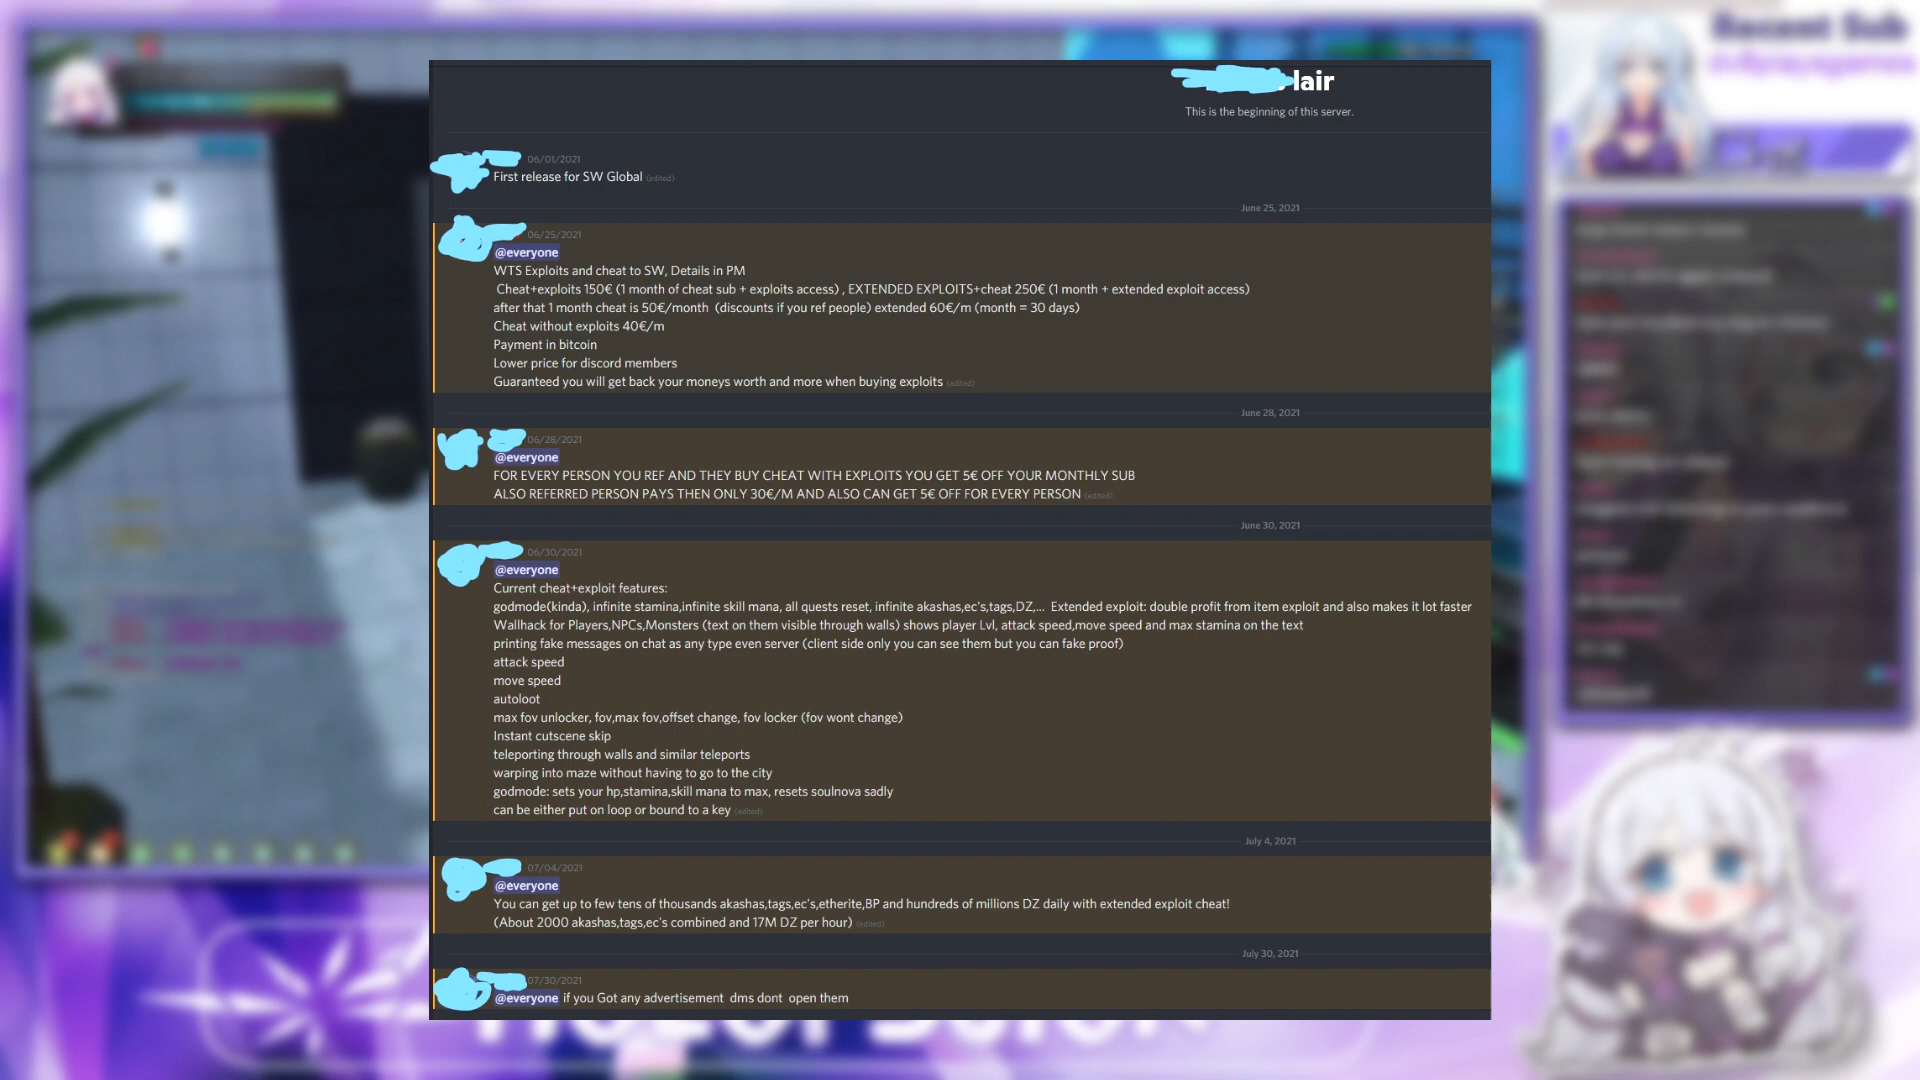 Recent Sub
lair
This is the beginning of this server.
06/01/2021
First release for SW Global (edited)
June 25, 2021
06/25/2021
@everyone
WTS Exploits and cheat to SW, Details in PM
Cheat+exploits 150€ (1 month of cheat sub + exploits access) , EXTENDED EXPLOITS+cheat 250€ (1 month + extended exploit access)
after that 1 month cheat is 50€/month (discounts if you ref people) extended 60€/m (month = 30 days)
Cheat without exploits 40€/m
Payment in bitcoin
Lower price for discord members
Guaranteed you will get back your moneys worth and more when buying exploits (edited)
June 28, 2021
06/28/2021
@everyone
FOR EVERY PERSON YOU REF AND THEY BUY CHEAT WITH EXPLOITS YOU GET 5€ OFF YOUR MONTHLY SUB
ALSO REFERRED PERSON PAYS THEN ONLY 30€/M AND ALSO CAN GET 5€ OFF FOR EVERY PERSON (edited)
June 30, 2021
06/30/2021
@everyone
Current cheat+exploit features:
godmode(kinda), infinite stamina,infinite skill mana, all quests reset, infinite akashas,ec's,tags,DZ,... Extended exploit: double profit from item exploit and also makes it lot faster
Wallhack for Players,NPCs,Monsters (text on them visible through walls) shows player Lvl, attack speed,move speed and max stamina on the text
printing fake messages on chat as any type even server (client side only you can see them but you can fake proof)
attack speed
move speed
autoloot
max fov unlocker, fov,max fov,offset change, fov locker (fov wont change)
Instant cutscene skip
teleporting through walls and similar teleports
warping into maze without having to go to the city
godmode: sets your hp,stamina,skill mana to max, resets soulnova sadly
can be either put on loop or bound to a key (edited)
July 4, 2021
07/04/2021
@everyone
You can get up to few tens of thousands akashas,tags,ec's,etherite,BP and hundreds of millions DZ daily with extended exploit cheat!
(About 2000 akashas,tags,ec's combined and 17M DZ per hour) (edited)
July 30, 2021
07/30/2021
@everyone if you Got any advertisement dms dont open them